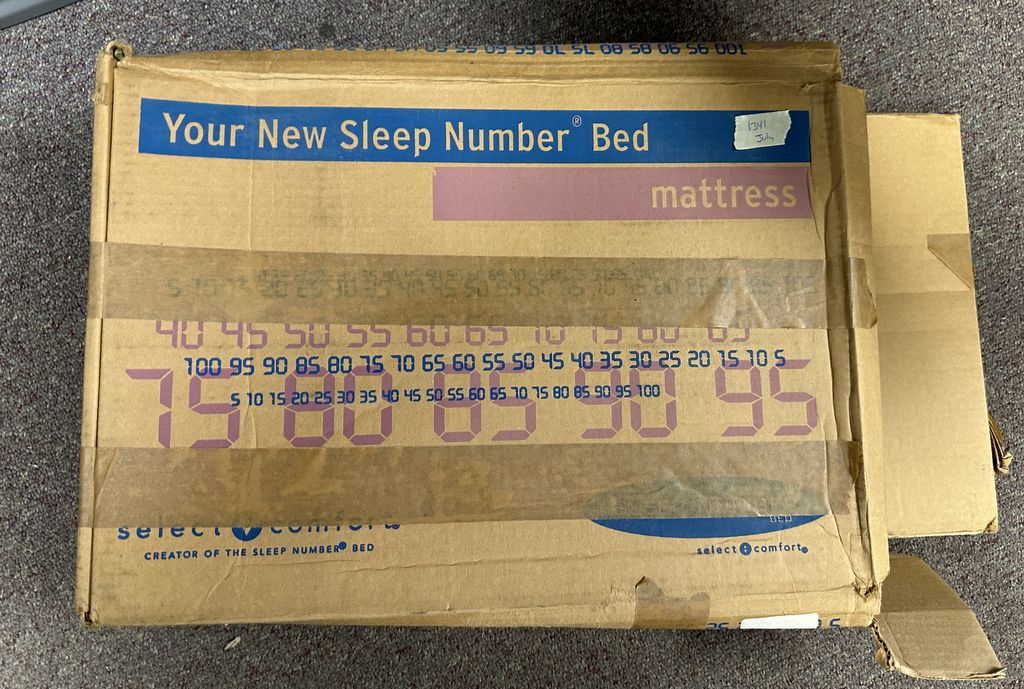 Your New Sleep Number® Bed
1341
July
mattress
40 45 50 55 60 65 70 75 80 85
100 95 90 85 80 75 70 65 60 55 50 45 40 35 30 25 20 15 10 5
75 80 85 90 95
5 10 15 20 25 30 35 40 45 50 55 60 65 70 75 80 85 90 95 100
select comfort
BED
CREATOR OF THE SLEEP NUMBER® BED
select comfort